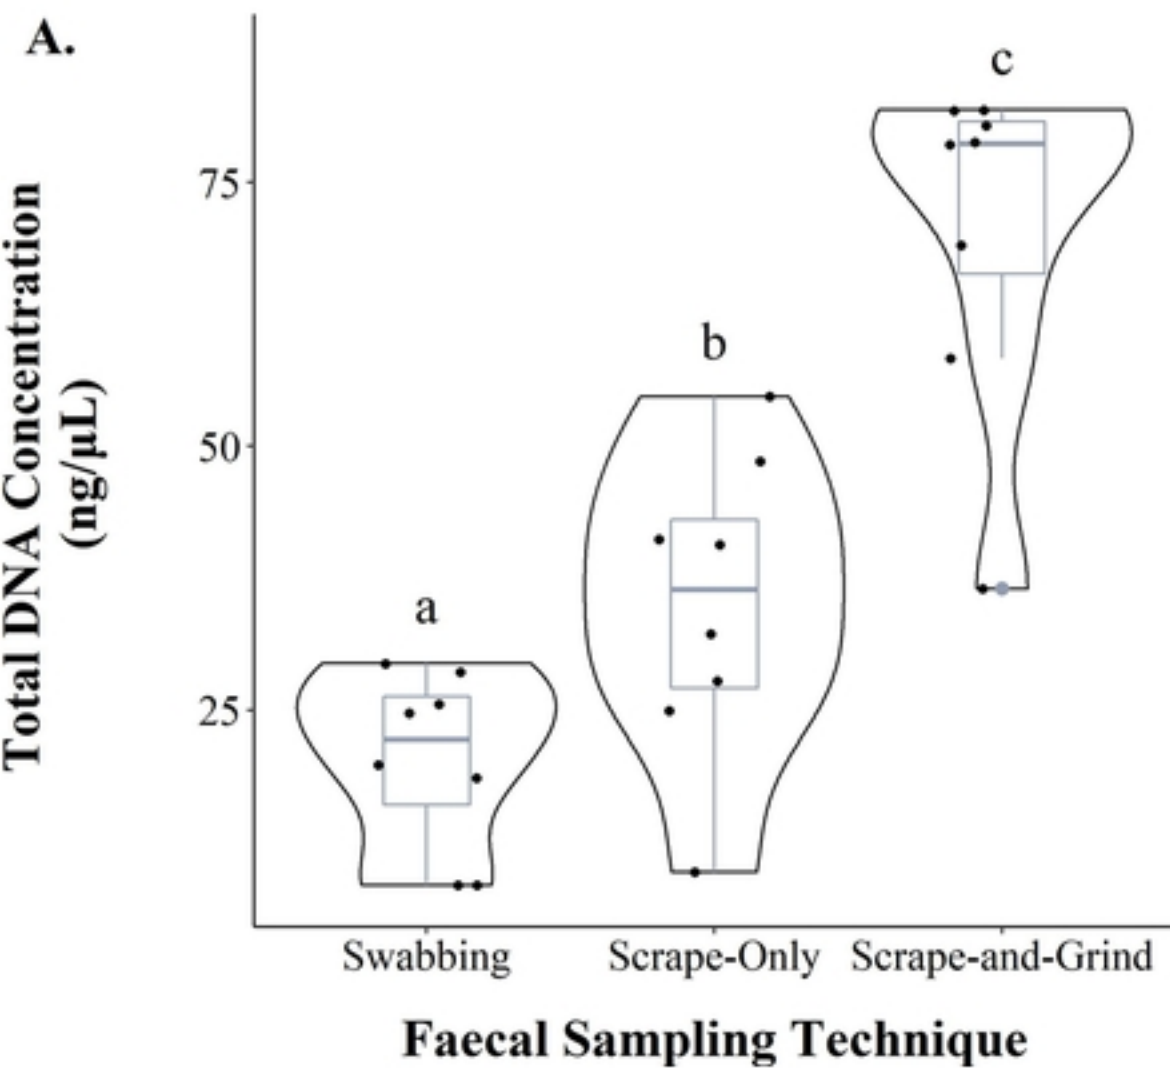 A.
c
b
a
75
50
25
Total DNA Concentration
(ng/µL)
Swabbing Scrape-Only Scrape-and-Grind
Faecal Sampling Technique